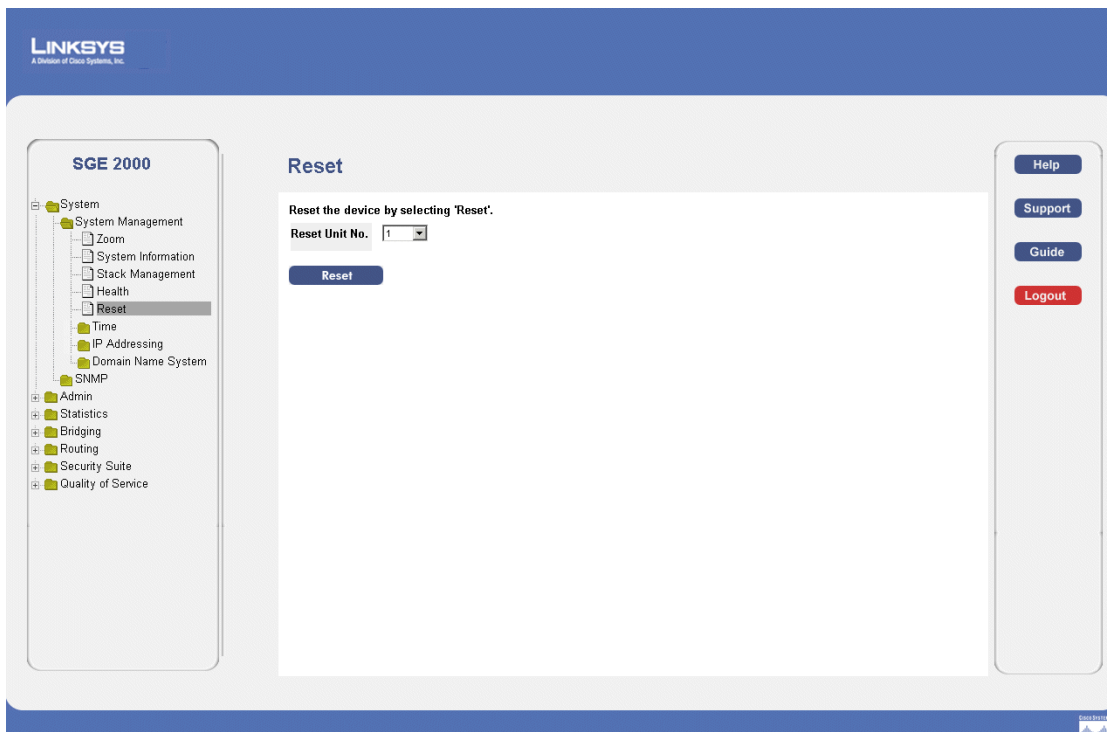 LINKSYS
A Division of Cisco Systems, Inc.
SGE 2000
System
System Management
Zoom
System Information
Stack Management
Health
Reset
Time
IP Addressing
Domain Name System
SNMP
Admin
Statistics
Bridging
Routing
Security Suite
Quality of Service
Reset
Reset the device by selecting 'Reset'.
Reset Unit No. 1
Reset
Help
Support
Guide
Logout
CISCO SYSTEMS